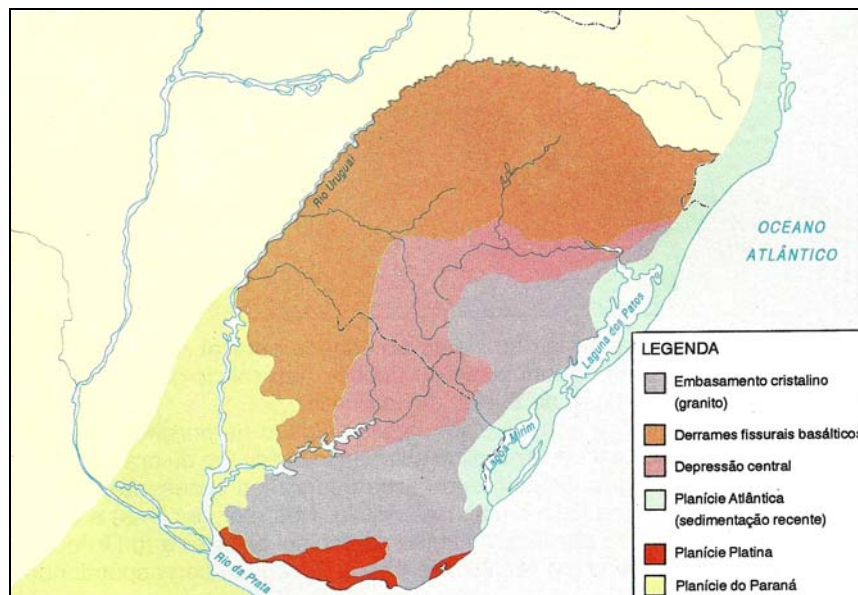 Rio Uruguai
OCEANO
ATLÂNTICO
Laguna dos Patos
Lagoa Mirim
Rio da Prata
LEGENDA
Embasamento cristalino
(granito)
Derrames fissurais basálticos
Depressão central
Planície Atlântica
(sedimentação recente)
Planície Platina
Planície do Paraná